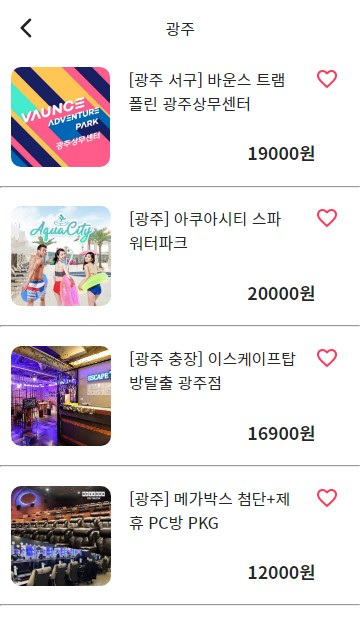 광주
VAUNCE
ADVENTURE
PARK
광주상무센터
[광주 서구] 바운스 트램
폴린 광주상무센터
19000원
AquaCity
[광주] 아쿠아시티 스파
워터파크
20000원
ESCAPE
[광주 충장] 이스케이프탑
방탈출 광주점
16900원
[광주] 메가박스 첨단+제
휴 PC방 PKG
12000원